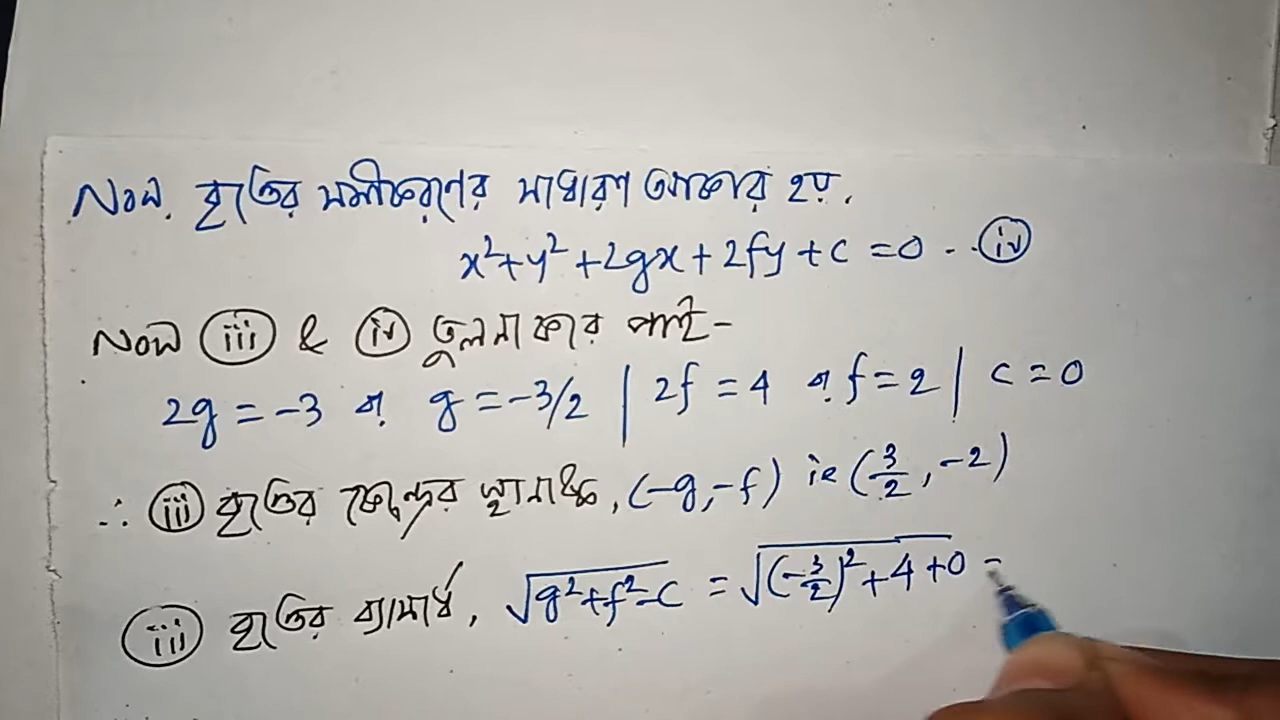 Now. বৃত্তের সমীকরণের সাধারণ আকার হয়,
x²+y²+2gx+2fy+c=0 - - (iv)
Now (iii) & (iv) তুলনা করে পাই-
2g = -3 বা, g = -3/2 | 2f = 4 বা, f = 2 | c = 0
∴ (iii) বৃত্তের কেন্দ্রের স্থানাঙ্ক, (-g,-f) ie (3/2, -2)
(iii) বৃত্তের ব্যাসার্ধ, √(g²+f²-c) = √((-3/2)²+4+0) =